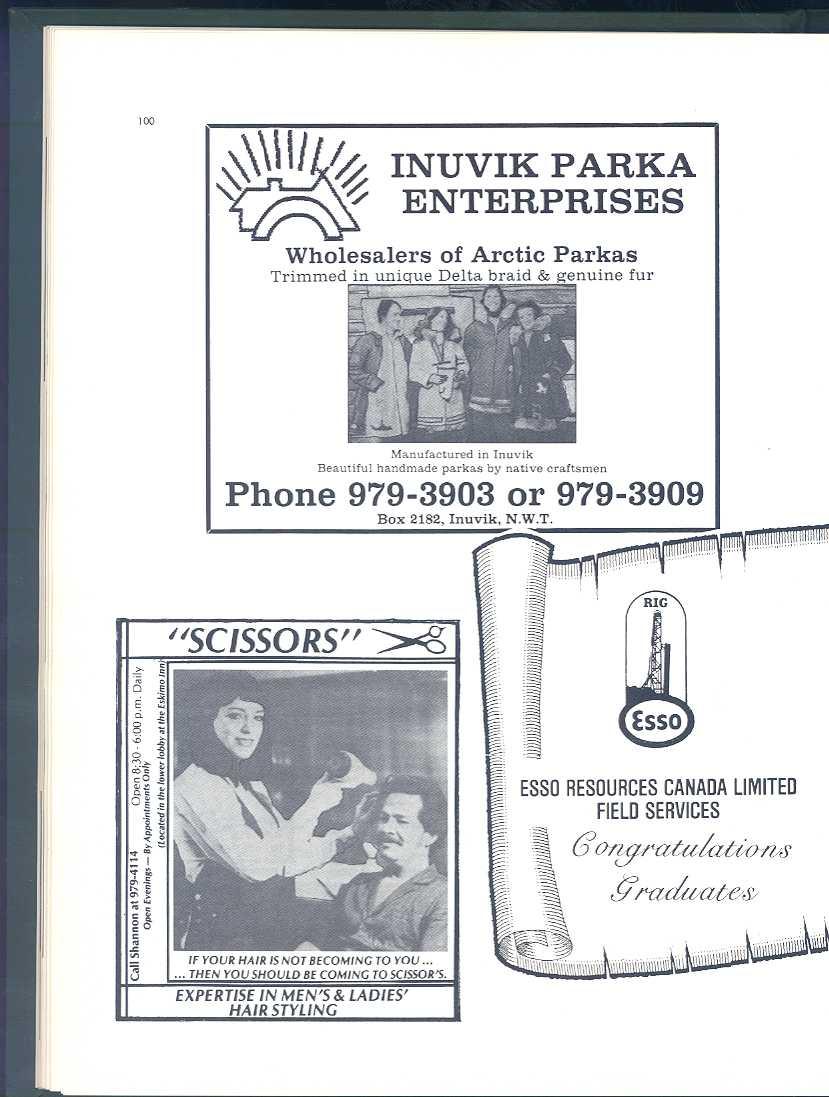 100
INUVIK PARKA
ENTERPRISES
Wholesalers of Arctic Parkas
Trimmed in unique Delta braid & genuine fur
Manufactured in Inuvik
Beautiful handmade parkas by native craftsmen
Phone 979-3903 or 979-3909
Box 2182, Inuvik, N.W.T.
"SCISSORS"
Call Shannon at 979-4114 Open 8:30 - 6:00 p.m. Daily
Open Evenings — By Appointments Only
(Located in the lower lobby at the Eskimo Inn)
IF YOUR HAIR IS NOT BECOMING TO YOU ...
... THEN YOU SHOULD BE COMING TO SCISSOR'S.
EXPERTISE IN MEN'S & LADIES'
HAIR STYLING
RIG
Esso
ESSO RESOURCES CANADA LIMITED
FIELD SERVICES
Congratulations
Graduates